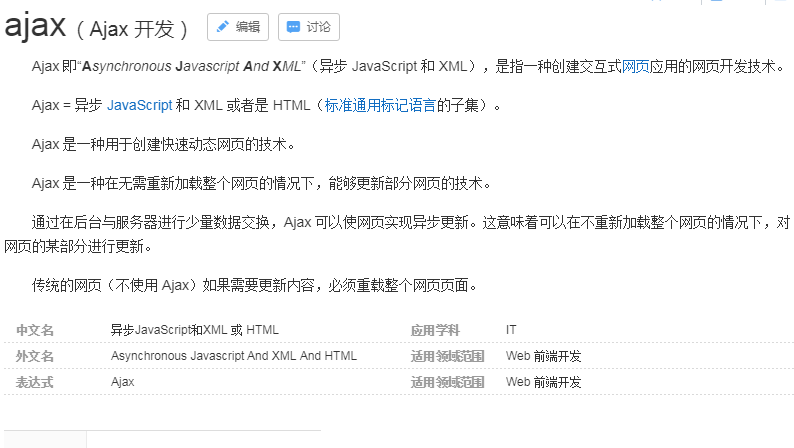 ajax（Ajax 开发） 编辑 讨论
Ajax 即“Asynchronous Javascript And XML”（异步 JavaScript 和 XML），是指一种创建交互式网页应用的网页开发技术。
Ajax = 异步 JavaScript 和 XML 或者是 HTML（标准通用标记语言的子集）。
Ajax 是一种用于创建快速动态网页的技术。
Ajax 是一种在无需重新加载整个网页的情况下，能够更新部分网页的技术。
通过在后台与服务器进行少量数据交换，Ajax 可以使网页实现异步更新。这意味着可以在不重新加载整个网页的情况下，对
网页的某部分进行更新。
传统的网页（不使用 Ajax）如果需要更新内容，必须重载整个网页页面。
中文名 异步JavaScript和XML 或 HTML 应用学科 IT
外文名 Asynchronous Javascript And XML And HTML 适用领域范围 Web 前端开发
表达式 Ajax 适用领域范围 Web 前端开发